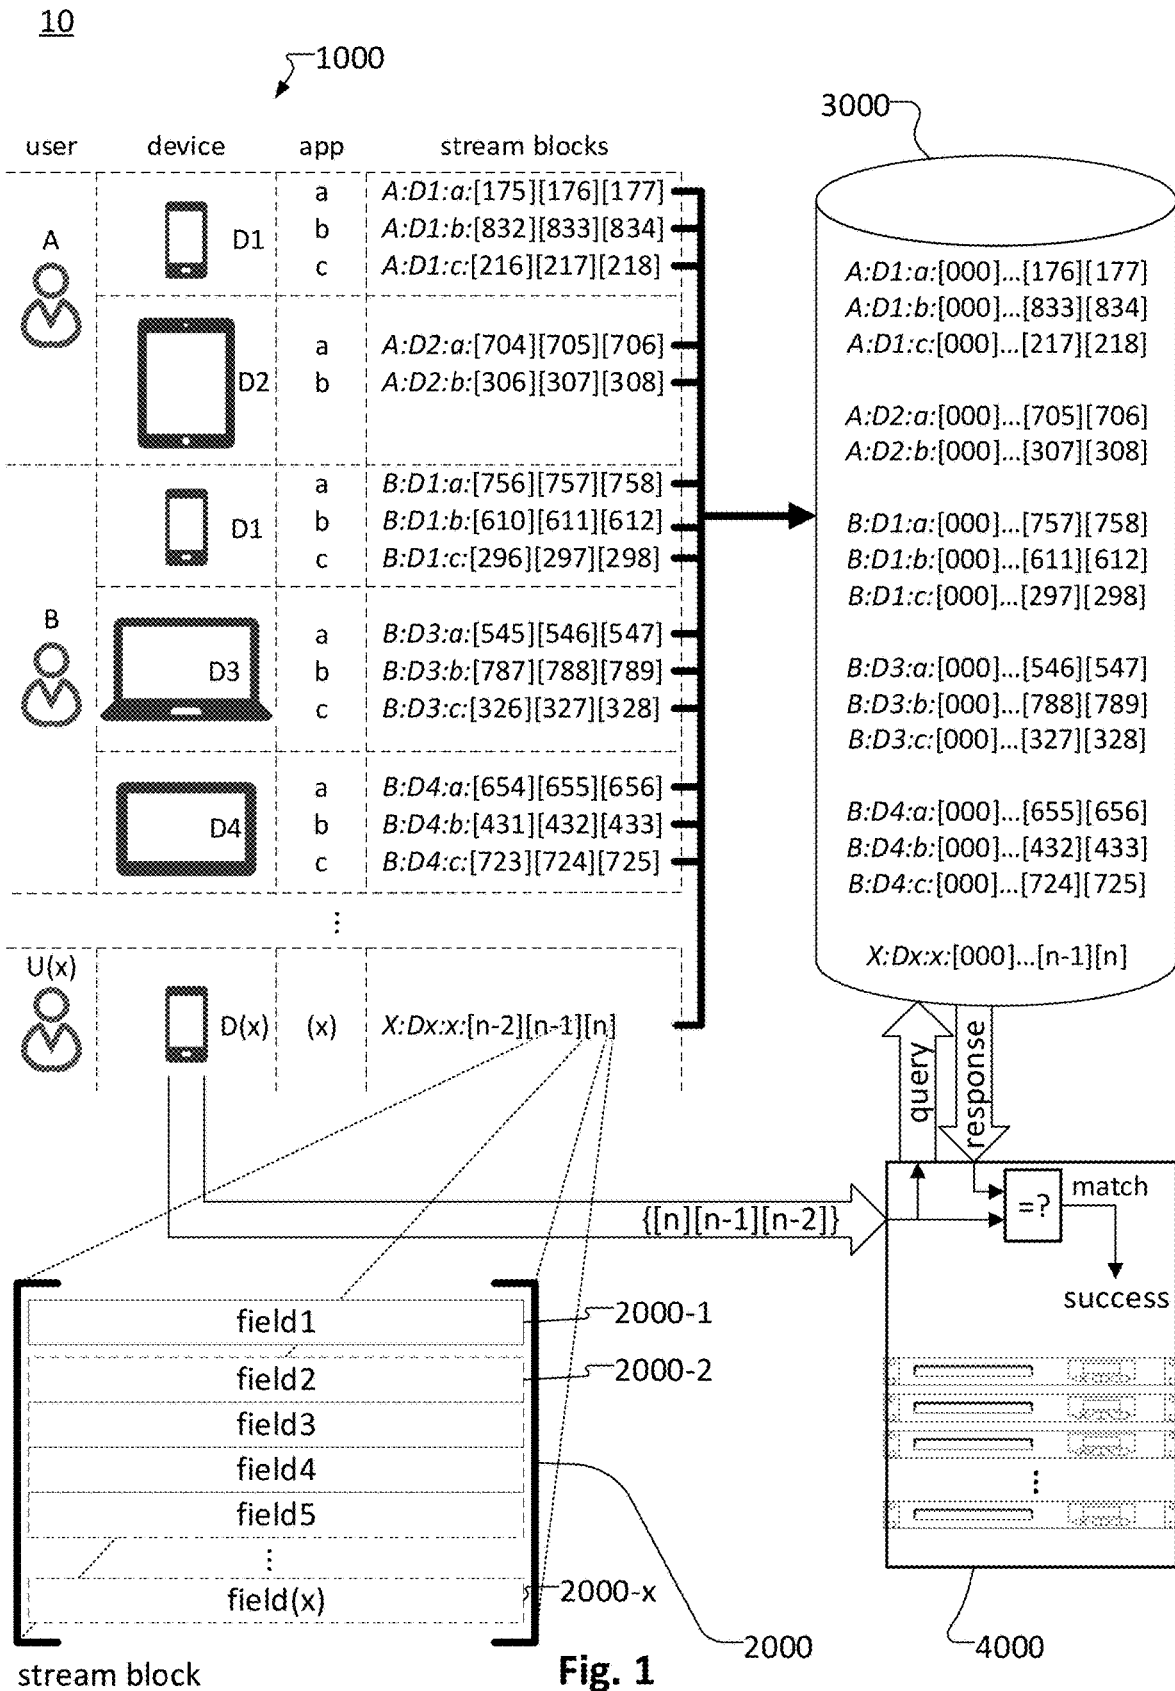 10
1000
3000
user device app stream blocks
A
D1
a A:D1:a:[175][176][177]
b A:D1:b:[832][833][834]
c A:D1:c:[216][217][218]
D2
a A:D2:a:[704][705][706]
b A:D2:b:[306][307][308]
B
D1
a B:D1:a:[756][757][758]
b B:D1:b:[610][611][612]
c B:D1:c:[296][297][298]
D3
a B:D3:a:[545][546][547]
b B:D3:b:[787][788][789]
c B:D3:c:[326][327][328]
D4
a B:D4:a:[654][655][656]
b B:D4:b:[431][432][433]
c B:D4:c:[723][724][725]
...
U(x)
D(x) (x) X:Dx:x:[n-2][n-1][n]
A:D1:a:[000]...[176][177]
A:D1:b:[000]...[833][834]
A:D1:c:[000]...[217][218]
A:D2:a:[000]...[705][706]
A:D2:b:[000]...[307][308]
B:D1:a:[000]...[757][758]
B:D1:b:[000]...[611][612]
B:D1:c:[000]...[297][298]
B:D3:a:[000]...[546][547]
B:D3:b:[000]...[788][789]
B:D3:c:[000]...[327][328]
B:D4:a:[000]...[655][656]
B:D4:b:[000]...[432][433]
B:D4:c:[000]...[724][725]
X:Dx:x:[000]...[n-1][n]
query
response
{[n][n-1][n-2]}
=?
match
success
...
field1
2000-1
field2
2000-2
field3
field4
field5
...
field(x)
2000-x
2000
4000
stream block
Fig. 1